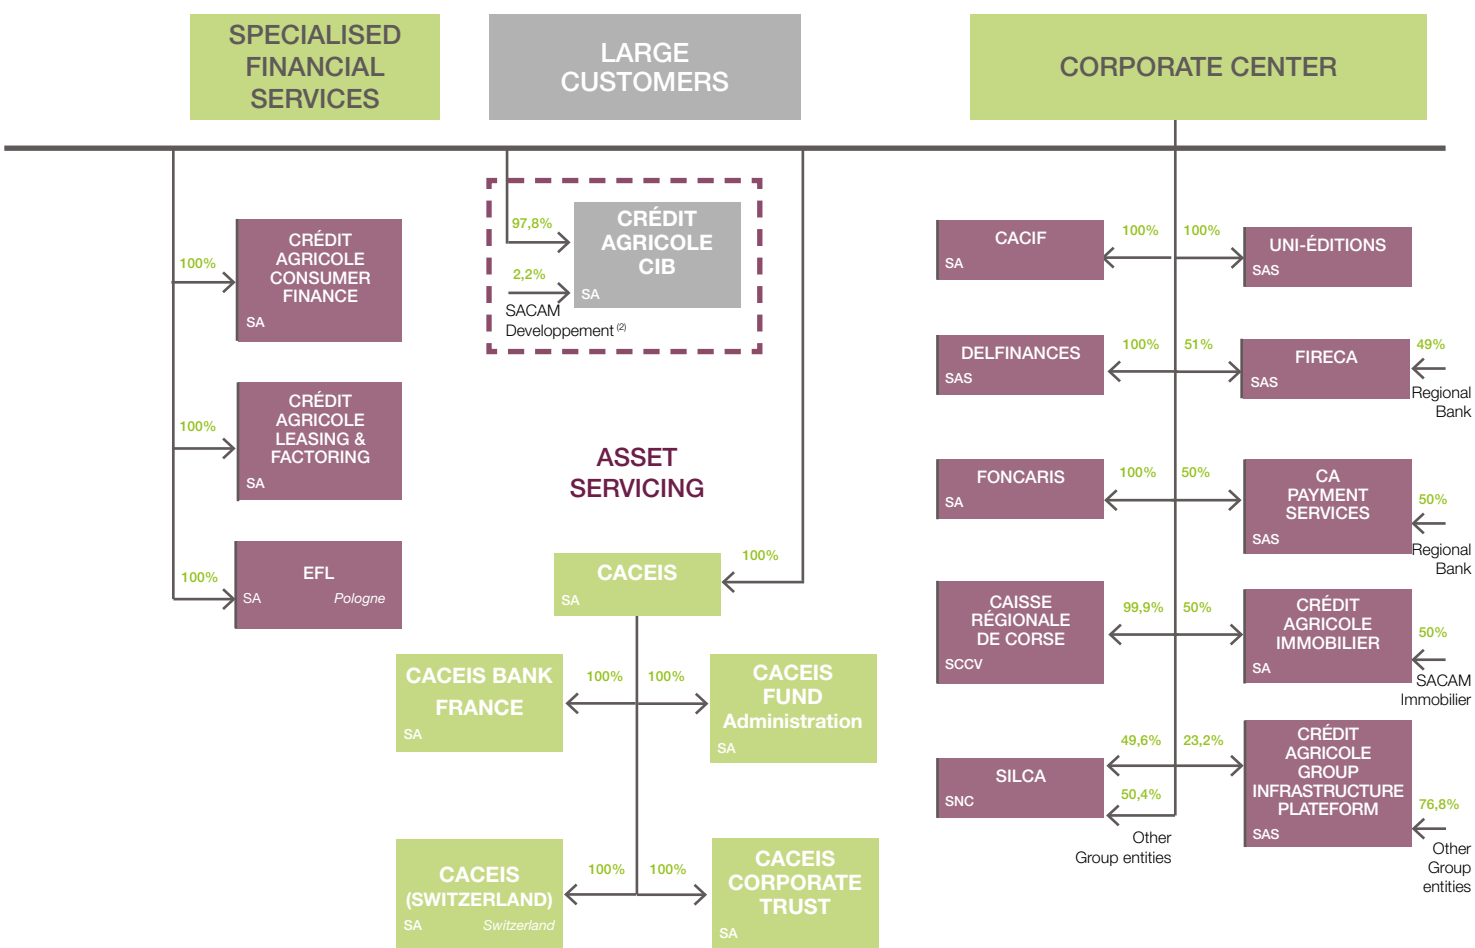 SPECIALISED
FINANCIAL
SERVICES
LARGE
CUSTOMERS
CORPORATE CENTER
100%
CRÉDIT
AGRICOLE
CONSUMER
FINANCE
SA
100%
CRÉDIT
AGRICOLE
LEASING &
FACTORING
SA
100%
EFL
SA Pologne
97,8%
CRÉDIT
AGRICOLE
CIB
SA
2,2%
SACAM
Developpement (2)
ASSET
SERVICING
100%
CACEIS
SA
CACEIS BANK
FRANCE
SA
100% 100%
CACEIS
FUND
Administration
SA
CACEIS
(SWITZERLAND)
SA Switzerland
100% 100%
CACEIS
CORPORATE
TRUST
SA
CACIF
SA
100% 100%
UNI-ÉDITIONS
SAS
DELFINANCES
SAS
100% 51%
FIRECA
SAS
49%
Regional
Bank
FONCARIS
SA
100% 50%
CA
PAYMENT
SERVICES
SAS
50%
Regional
Bank
CAISSE
RÉGIONALE
DE CORSE
SCCV
99,9% 50%
CRÉDIT
AGRICOLE
IMMOBILIER
SA
50%
SACAM
Immobilier
SILCA
SNC
49,6% 23,2%
50,4%
Other
Group entities
CRÉDIT
AGRICOLE
GROUP
INFRASTRUCTURE
PLATEFORM
SAS
76,8%
Other
Group
entities